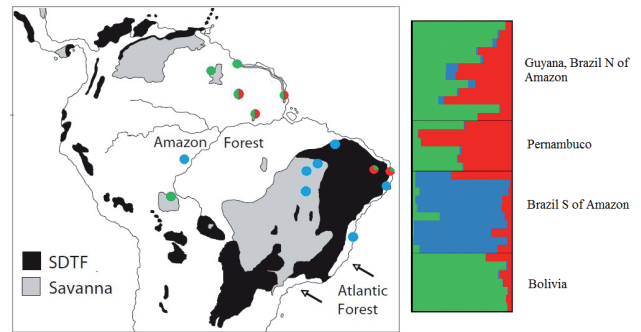 Amazon Forest
SDTF
Savanna
Atlantic
Forest
Guyana, Brazil N of
Amazon
Pernambuco
Brazil S of Amazon
Bolivia